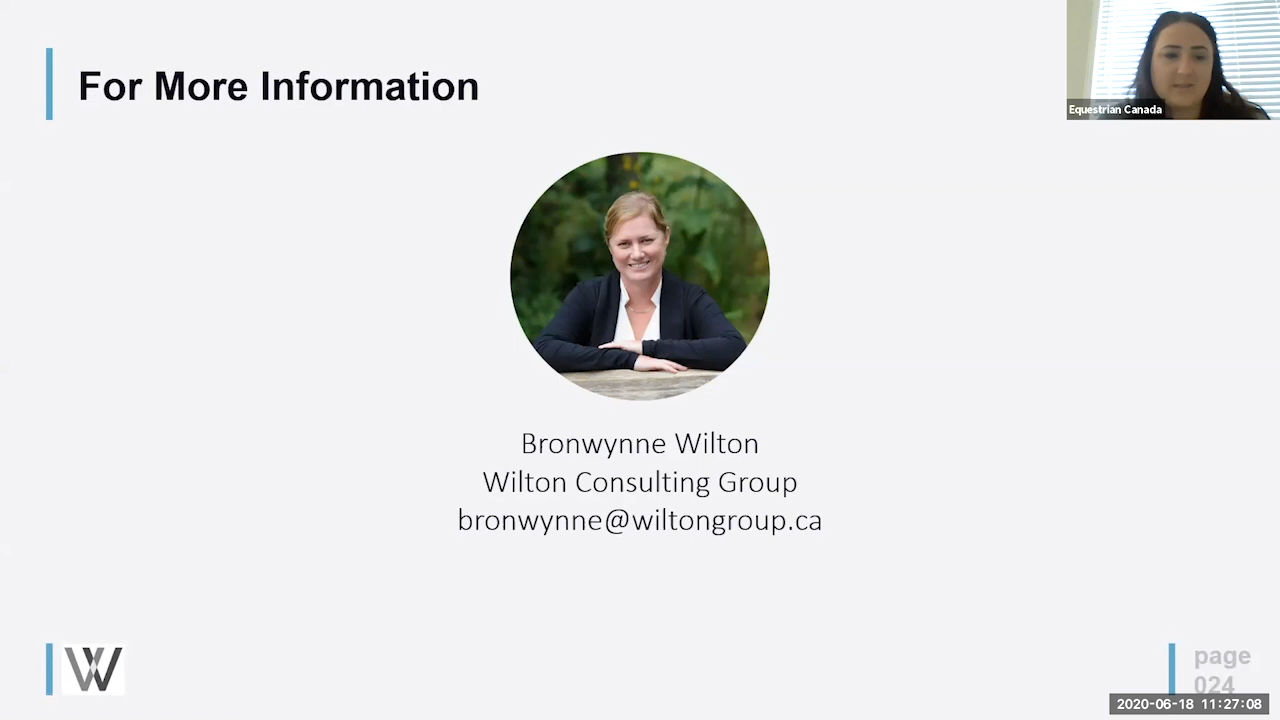 For More Information
Equestrian Canada
Bronwynne Wilton
Wilton Consulting Group
bronwynne@wiltongroup.ca
W
page
024
2020-06-18 11:27:08